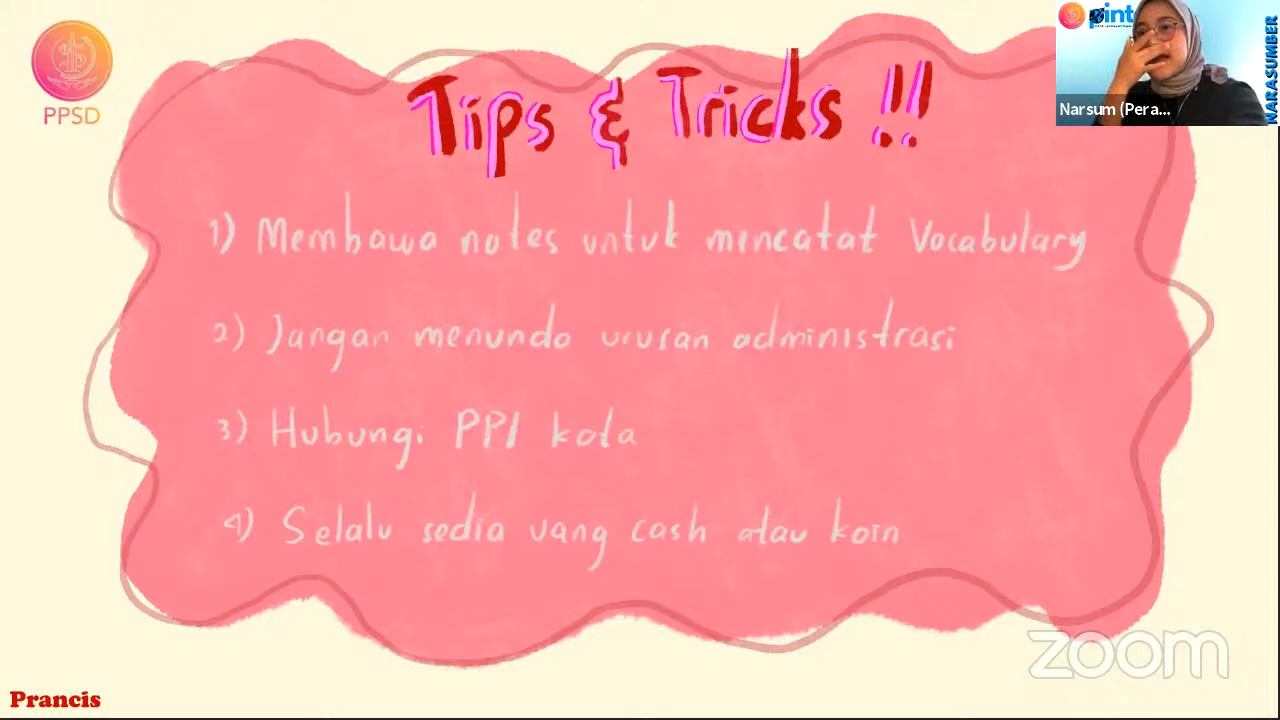 PPSD
Tips & Tricks !!
pint
Narsum (Pera...
NARASUMBER
1) Membawa notes untuk mencatat Vocabulary
2) Jangan menunda urusan administrasi
3) Hubungi PPI kota
4) Selalu sedia uang cash atau koin
zoom
Prancis